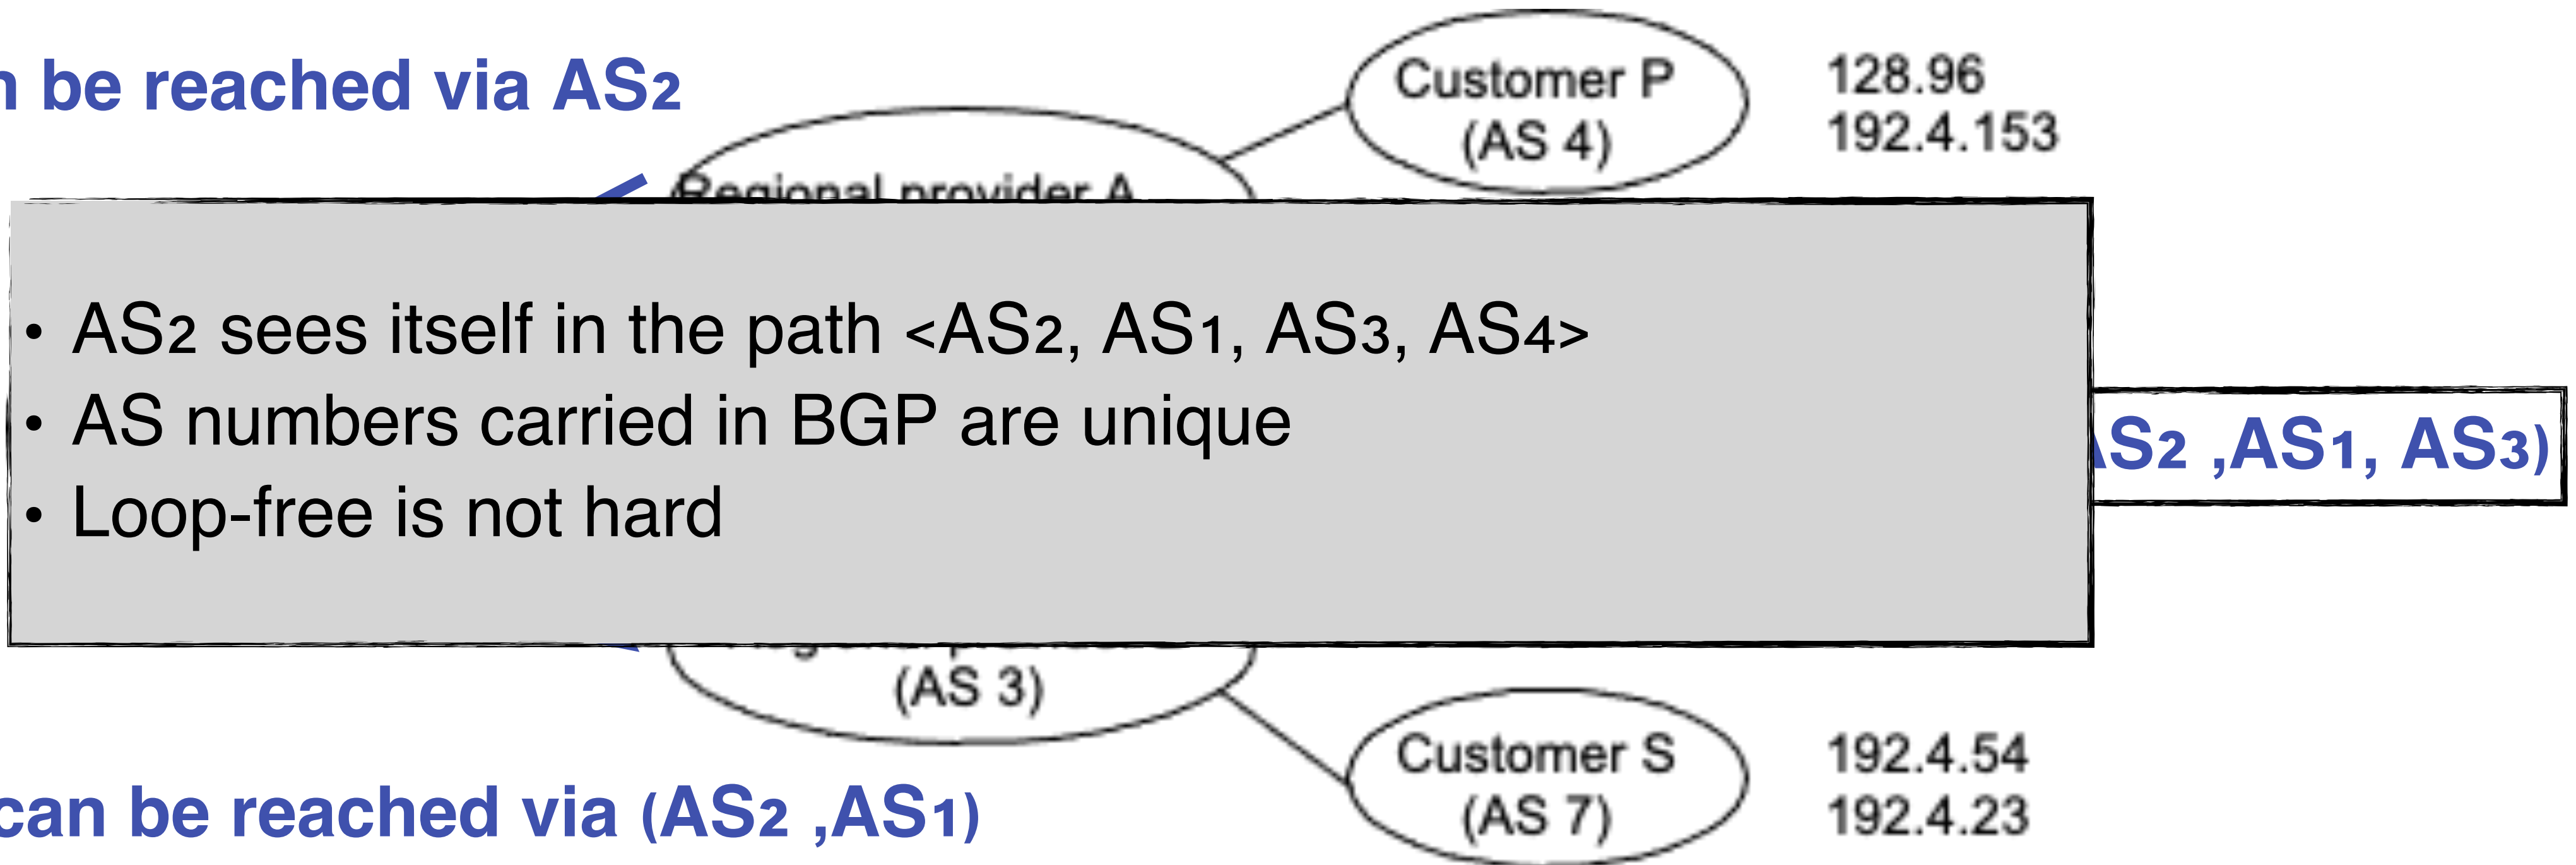 be reached via AS2
Customer P
(AS 4)
128.96
192.4.153
Regional provider A
• AS2 sees itself in the path <AS2, AS1, AS3, AS4>
• AS numbers carried in BGP are unique
• Loop-free is not hard
AS2 ,AS1, AS3)
(AS 3)
Customer S
(AS 7)
192.4.54
192.4.23
can be reached via (AS2 ,AS1)